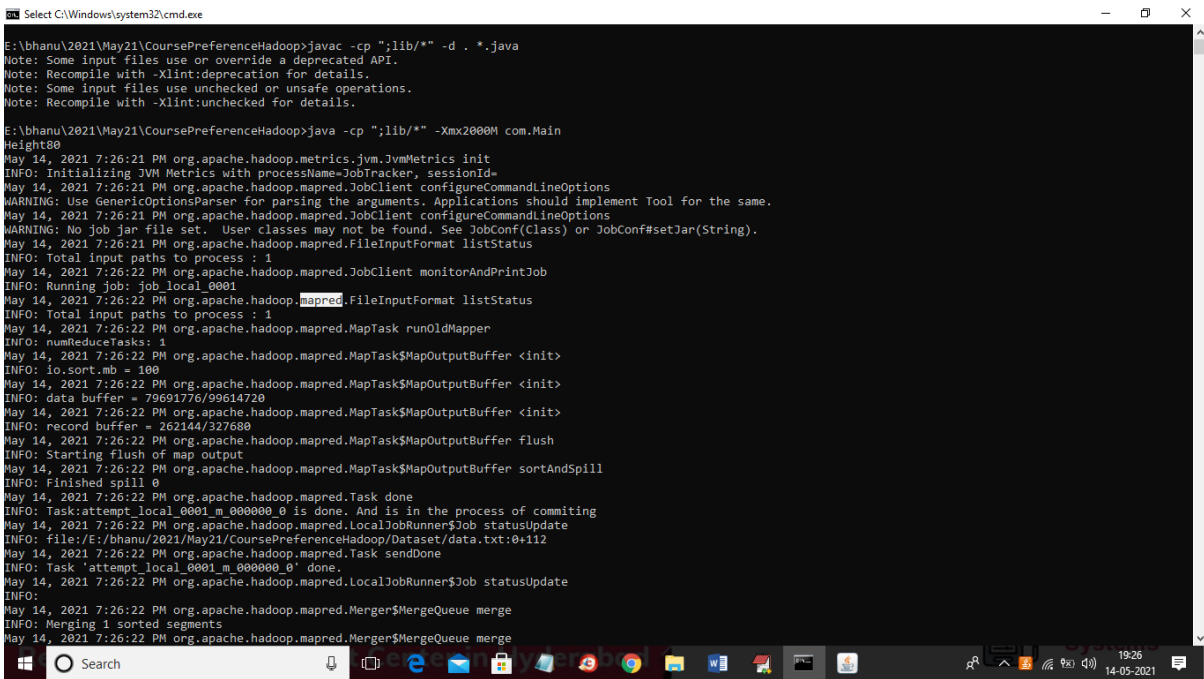 Select C:\Windows\system32\cmd.exe
E:\bhanu\2021\May21\CoursePreferenceHadoop>javac -cp ";lib/*" -d . *.java
Note: Some input files use or override a deprecated API.
Note: Recompile with -Xlint:deprecation for details.
Note: Some input files use unchecked or unsafe operations.
Note: Recompile with -Xlint:unchecked for details.
E:\bhanu\2021\May21\CoursePreferenceHadoop>java -cp ";lib/*" -Xmx2000M com.Main
Height80
May 14, 2021 7:26:21 PM org.apache.hadoop.metrics.jvm.JvmMetrics init
INFO: Initializing JVM Metrics with processName=JobTracker, sessionId=
May 14, 2021 7:26:21 PM org.apache.hadoop.mapred.JobClient configureCommandLineOptions
WARNING: Use GenericOptionsParser for parsing the arguments. Applications should implement Tool for the same.
May 14, 2021 7:26:21 PM org.apache.hadoop.mapred.JobClient configureCommandLineOptions
WARNING: No job jar file set.  User classes may not be found. See JobConf(Class) or JobConf#setJar(String).
May 14, 2021 7:26:21 PM org.apache.hadoop.mapred.FileInputFormat listStatus
INFO: Total input paths to process : 1
May 14, 2021 7:26:22 PM org.apache.hadoop.mapred.JobClient monitorAndPrintJob
INFO: Running job: job_local_0001
May 14, 2021 7:26:22 PM org.apache.hadoop.mapred.FileInputFormat listStatus
INFO: Total input paths to process : 1
May 14, 2021 7:26:22 PM org.apache.hadoop.mapred.MapTask runOldMapper
INFO: numReduceTasks: 1
May 14, 2021 7:26:22 PM org.apache.hadoop.mapred.MapTask$MapOutputBuffer <init>
INFO: io.sort.mb = 100
May 14, 2021 7:26:22 PM org.apache.hadoop.mapred.MapTask$MapOutputBuffer <init>
INFO: data buffer = 79691776/99614720
May 14, 2021 7:26:22 PM org.apache.hadoop.mapred.MapTask$MapOutputBuffer <init>
INFO: record buffer = 262144/327680
May 14, 2021 7:26:22 PM org.apache.hadoop.mapred.MapTask$MapOutputBuffer flush
INFO: Starting flush of map output
May 14, 2021 7:26:22 PM org.apache.hadoop.mapred.MapTask$MapOutputBuffer sortAndSpill
INFO: Finished spill 0
May 14, 2021 7:26:22 PM org.apache.hadoop.mapred.Task done
INFO: Task:attempt_local_0001_m_000000_0 is done. And is in the process of commiting
May 14, 2021 7:26:22 PM org.apache.hadoop.mapred.LocalJobRunner$Job statusUpdate
INFO: file:/E:/bhanu/2021/May21/CoursePreferenceHadoop/Dataset/data.txt:0+112
May 14, 2021 7:26:22 PM org.apache.hadoop.mapred.Task sendDone
INFO: Task 'attempt_local_0001_m_000000_0' done.
May 14, 2021 7:26:22 PM org.apache.hadoop.mapred.LocalJobRunner$Job statusUpdate
INFO:
May 14, 2021 7:26:22 PM org.apache.hadoop.mapred.Merger$MergeQueue merge
INFO: Merging 1 sorted segments
May 14, 2021 7:26:22 PM org.apache.hadoop.mapred.Merger$MergeQueue merge
Search
19:26
14-05-2021